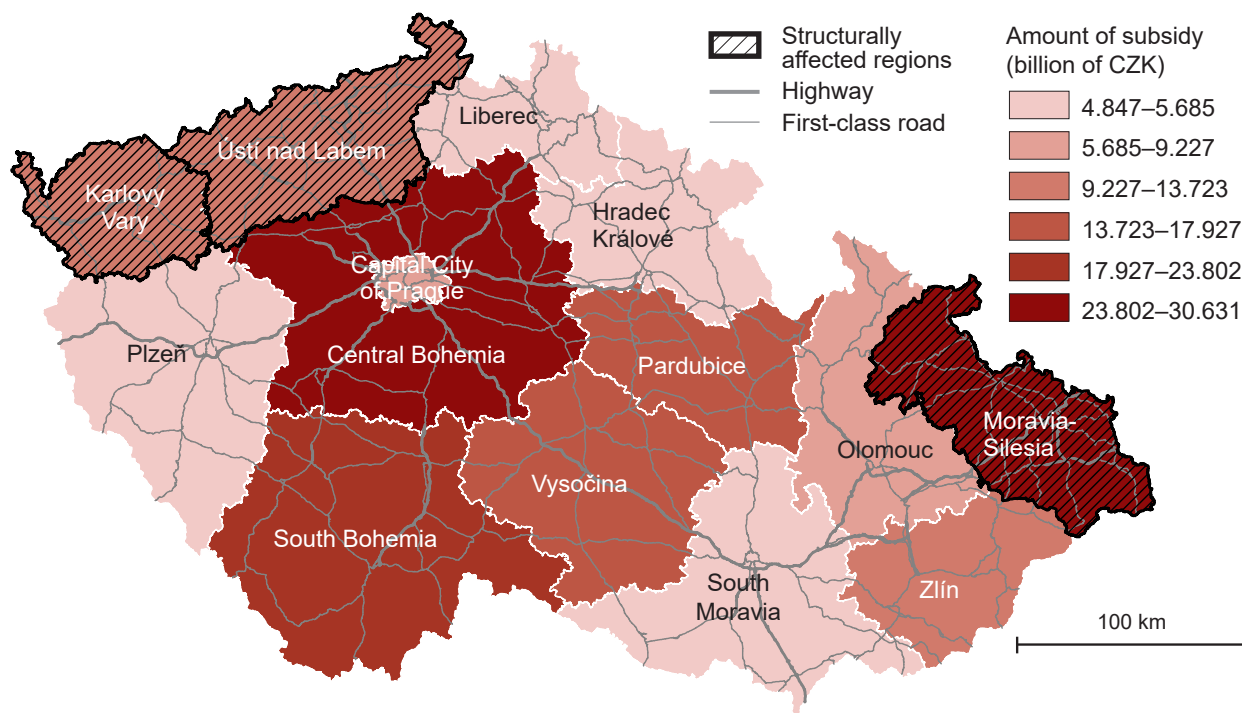 Structurally
affected regions
Highway
First-class road
Amount of subsidy
(billion of CZK)
4.847–5.685
5.685–9.227
9.227–13.723
13.723–17.927
17.927–23.802
23.802–30.631
Liberec
Ústí nad Labem
Karlovy
Vary
Hradec
Králové
Capital City
of Prague
Plzeň
Central Bohemia
Pardubice
Moravia-
Silesia
Olomouc
Vysočina
South Bohemia
South
Moravia
Zlín
100 km